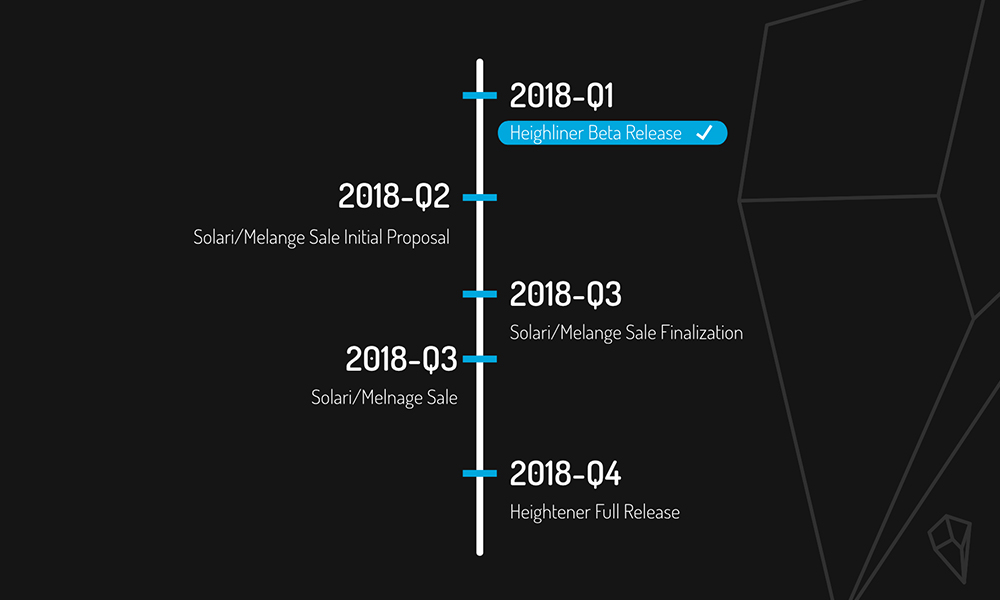 2018-Q1
Heighliner Beta Release
2018-Q2
Solari/Melange Sale Initial Proposal
2018-Q3
Solari/Melange Sale Finalization
2018-Q3
Solari/Melnage Sale
2018-Q4
Heightener Full Release